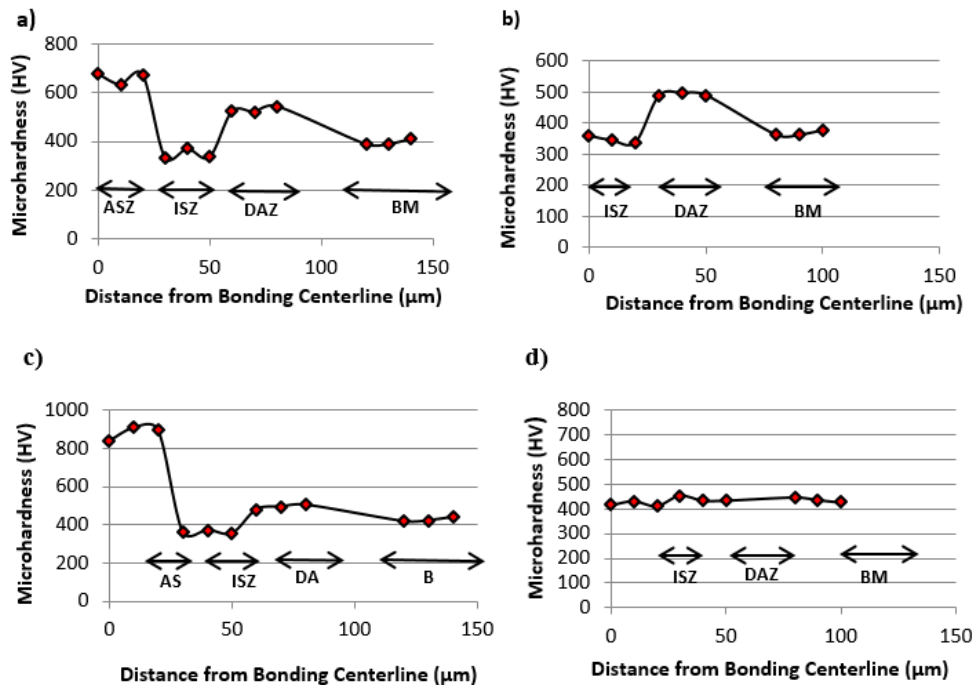 a)
Microhardness (HV)
800
600
400
200
0
ASZ ISZ DAZ BM
0 50 100 150
Distance from Bonding Centerline (µm)
b)
Microhardness (HV)
600
500
400
300
200
100
0
ISZ DAZ BM
0 50 100
Distance from Bonding Centerline (µm)
c)
Microhardness (HV)
1000
800
600
400
200
0
AS ISZ DA B
0 50 100 150
Distance from Bonding Centerline (µm)
d)
Microhardness (HV)
800
700
600
500
400
300
200
100
0
ISZ DAZ BM
0 50 100 150
Distance from Bonding Centerline (µm)